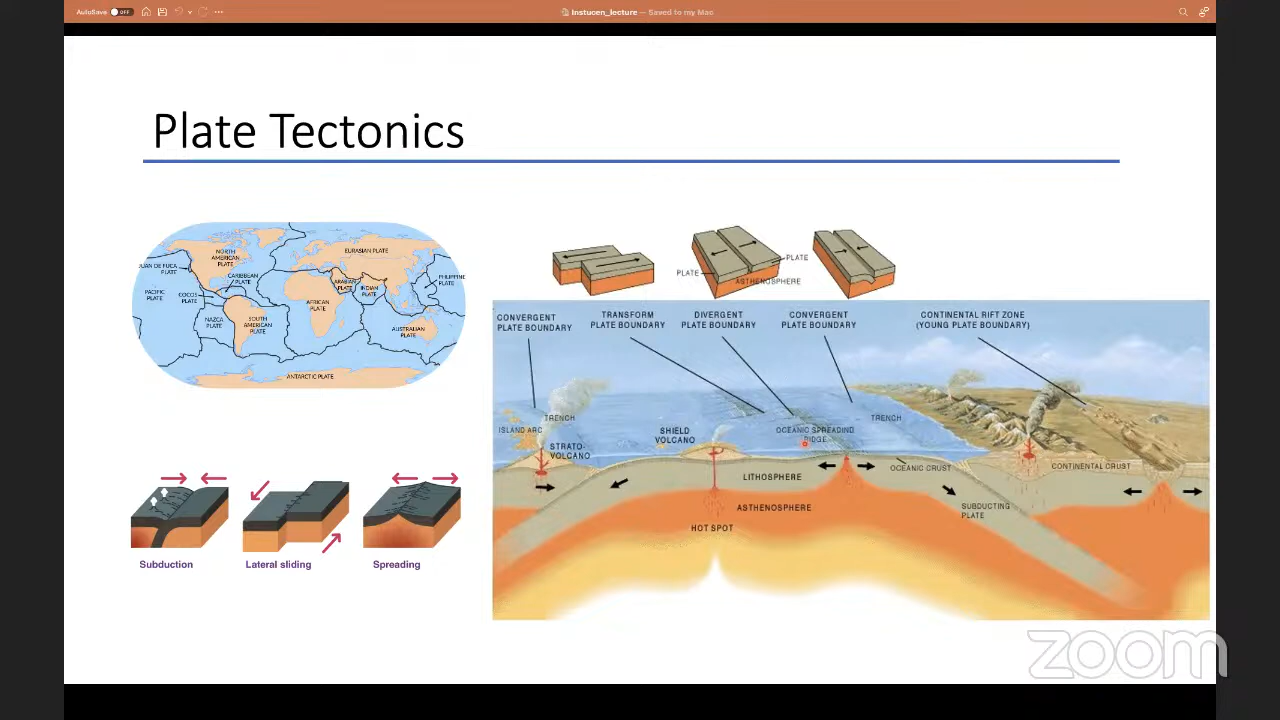 AutoSave OFF
Instucen_lecture — Saved to my Mac
Plate Tectonics
NORTH
AMERICAN
PLATE
EURASIAN PLATE
JUAN DE FUCA
PLATE
CARIBBEAN
PLATE
ARABIAN
PLATE
INDIAN
PLATE
PHILIPPINE
PLATE
PACIFIC
PLATE
COCOS
PLATE
AFRICAN
PLATE
NAZCA
PLATE
SOUTH
AMERICAN
PLATE
AUSTRALIAN
PLATE
ANTARCTIC PLATE
Subduction
Lateral sliding
Spreading
PLATE
PLATE
ASTHENOSPHERE
CONVERGENT
PLATE BOUNDARY
TRANSFORM
PLATE BOUNDARY
DIVERGENT
PLATE BOUNDARY
CONVERGENT
PLATE BOUNDARY
CONTINENTAL RIFT ZONE
(YOUNG PLATE BOUNDARY)
TRENCH
ISLAND ARC
STRATO-
VOLCANO
SHIELD
VOLCANO
OCEANIC SPREADING
RIDGE
TRENCH
LITHOSPHERE
OCEANIC CRUST
CONTINENTAL CRUST
ASTHENOSPHERE
SUBDUCTING
PLATE
HOT SPOT
zoom